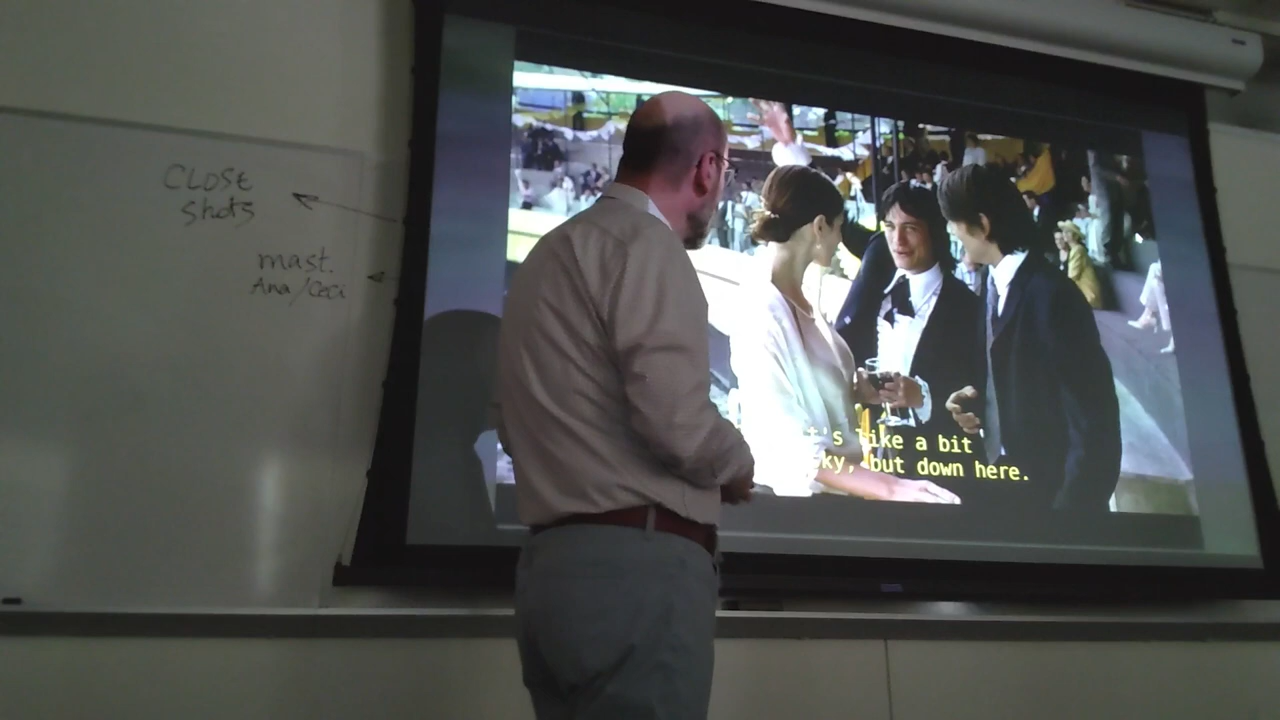 CLOSE
shots
mast.
Ana/Ceci
's like a bit
ky, but down here.